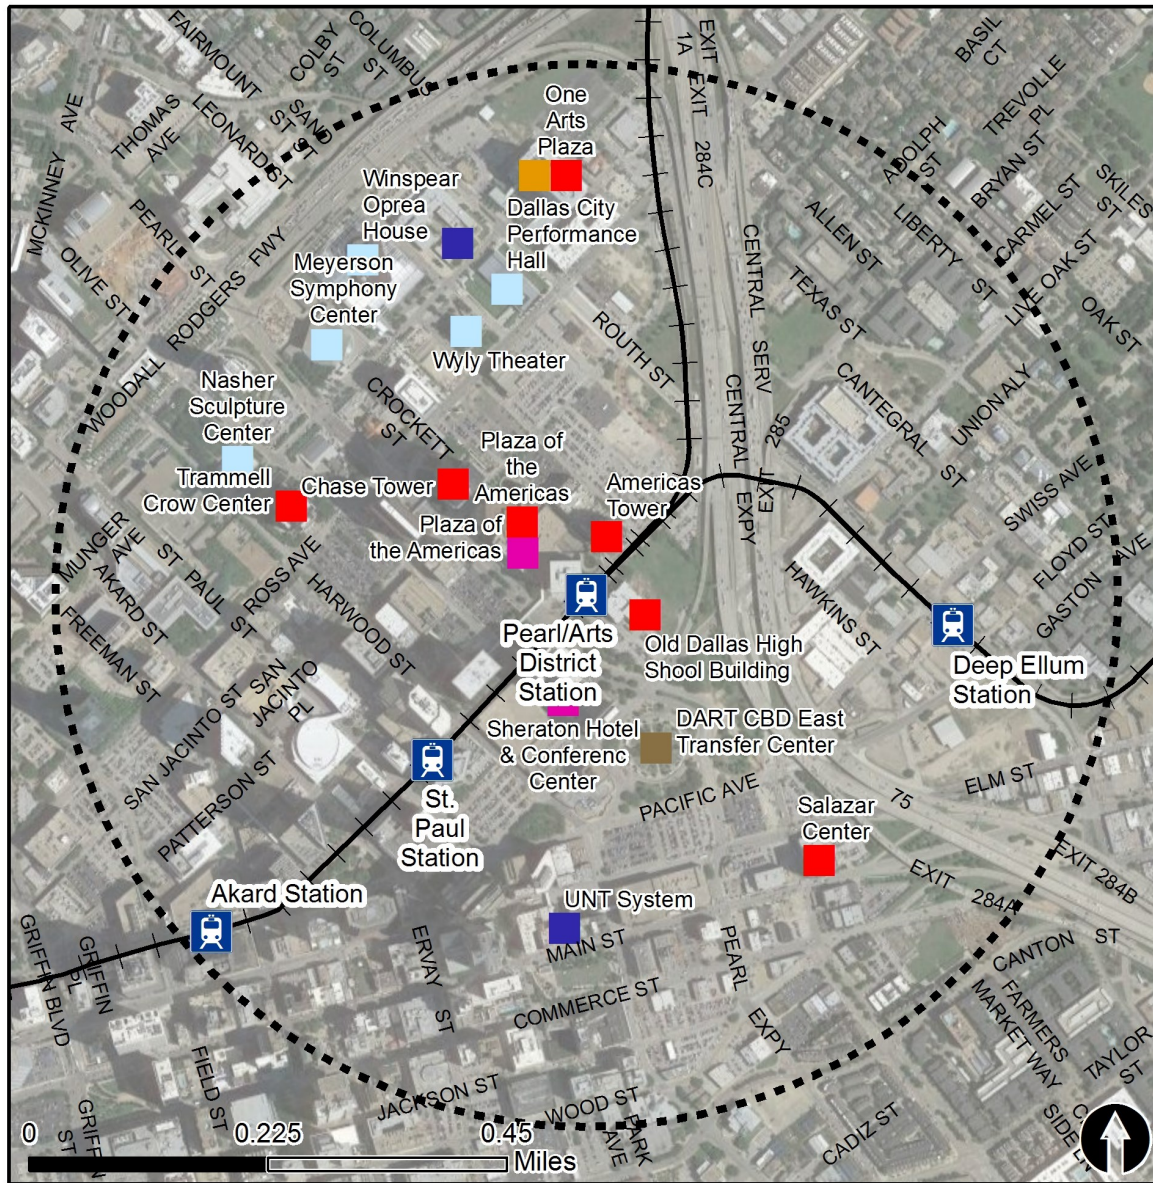 FAIRMOUNT
ST
COLBY
ST
COLUMBUS
ST
EXIT
1A
EXIT
284C
BASIL
CT
TREVOLLE
PL
MCKINNEY AVE
THOMAS
AVE
LEONARD ST
SAND
ST
One
Arts
Plaza
ADOLPH
ST
BRYAN ST
SKILES
ST
CARMEL ST
PEARL ST
OLIVE ST
Winspear
Oprea
House
Dallas City
Performance
Hall
ALLEN ST
LIBERTY
ST
LIVE OAK ST
OAK ST
WOODALL RODGERS FWY
Meyerson
Symphony
Center
CENTRAL SERV
TEXAS ST
ROUTH ST
Wyly Theater
Nasher
Sculpture
Center
CROCKETT
ST
CENTRAL
EXPY
285
EXIT
CANTEGRAL
ST
UNION ALY
Trammell
Crow Center
Chase Tower
Plaza of
the
Americas
Americas
Tower
Plaza of
the Americas
SWISS AVE
FLOYD ST
GASTON AVE
MUNGER
AVE
AKARD ST
ST PAUL
ST
ROSS AVE
HARWOOD ST
FREEMAN ST
HAWKINS ST
Pearl/Arts
District
Station
Old Dallas High
Shool Building
Deep Ellum
Station
SAN JACINTO ST
SAN
JACINTO
PL
PATTERSON ST
Sheraton Hotel
& Conferenc
Center
DART CBD East
Transfer Center
ELM ST
PACIFIC AVE
75
St.
Paul
Station
Salazar
Center
EXIT 284B
EXIT
284A
Akard Station
UNT System
MAIN ST
GRIFFIN BLVD
GRIFFIN
PL
ERVAY
ST
PEARL
EXPY
CANTON ST
COMMERCE ST
FARMERS
MARKET WAY
TAYLOR
ST
FIELD ST
JACKSON ST
WOOD ST
PARK
AVE
CADIZ ST
GRIFFIN
ST
0 0.225 0.45
Miles